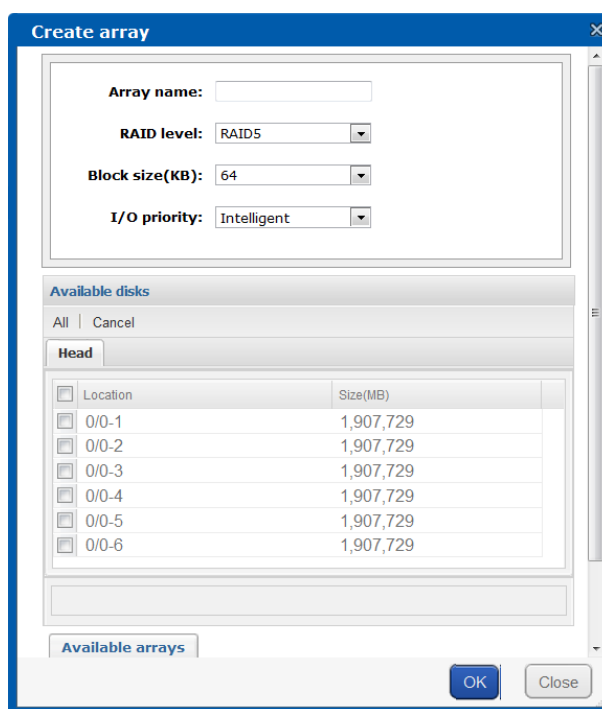 Create array
Array name:
RAID level: RAID5
Block size(KB): 64
I/O priority: Intelligent
Available disks
All | Cancel
Head
Location Size(MB)
0/0-1 1,907,729
0/0-2 1,907,729
0/0-3 1,907,729
0/0-4 1,907,729
0/0-5 1,907,729
0/0-6 1,907,729
Available arrays
OK Close